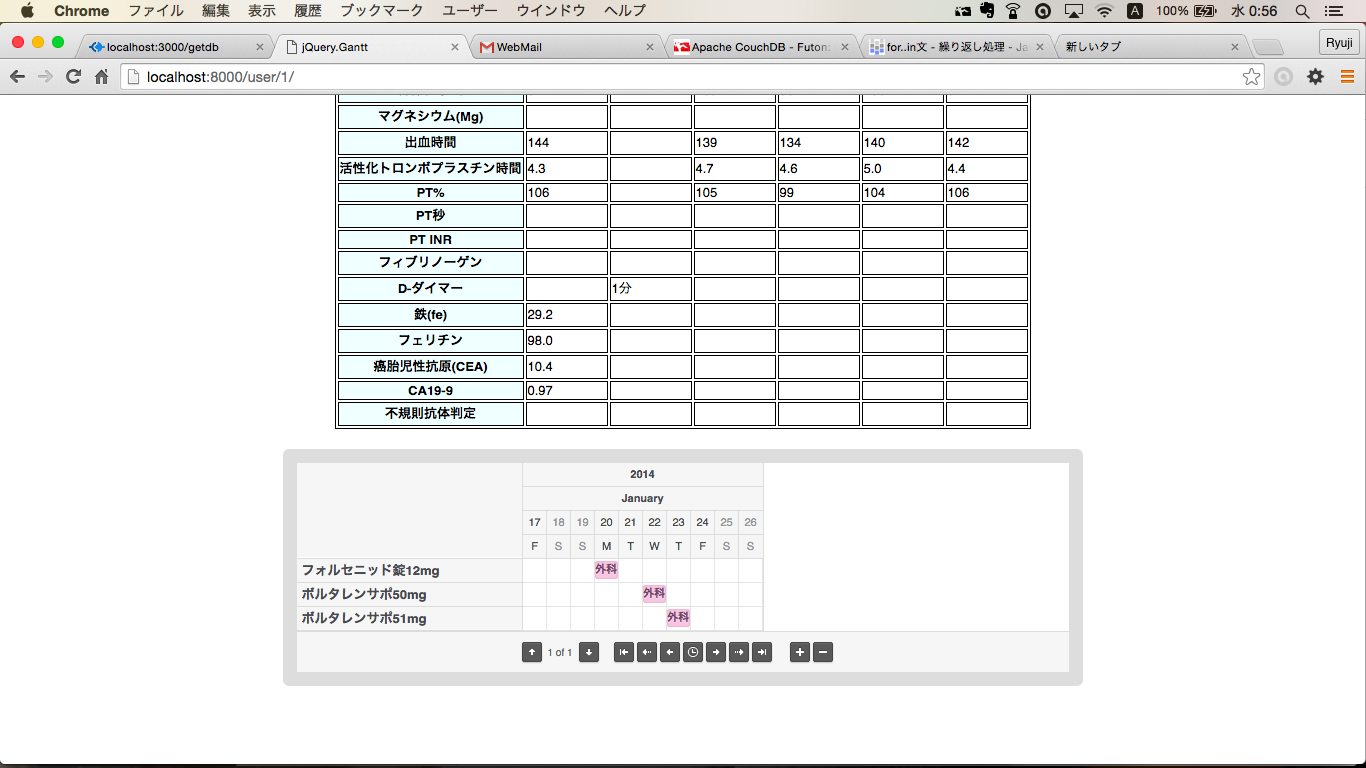 Chrome ファイル 編集 表示 履歴 ブックマーク ユーザー ウインドウ ヘルプ A 100% 水 0:56
localhost:3000/getdb jQuery.Gantt WebMail Apache CouchDB - Futon: for..in文 - 繰り返し処理 - Ja 新しいタブ Ryuji
localhost:8000/user/1/
マグネシウム(Mg)
出血時間 144 139 134 140 142
活性化トロンボプラスチン時間 4.3 4.7 4.6 5.0 4.4
PT% 106 105 99 104 106
PT秒
PT INR
フィブリノーゲン
D-ダイマー 1分
鉄(fe) 29.2
フェリチン 98.0
癌胎児性抗原(CEA) 10.4
CA19-9 0.97
不規則抗体判定
2014
January
17 18 19 20 21 22 23 24 25 26
F S S M T W T F S S
フォルセニッド錠12mg 外科
ボルタレンサポ50mg 外科
ボルタレンサポ51mg 外科
1 of 1